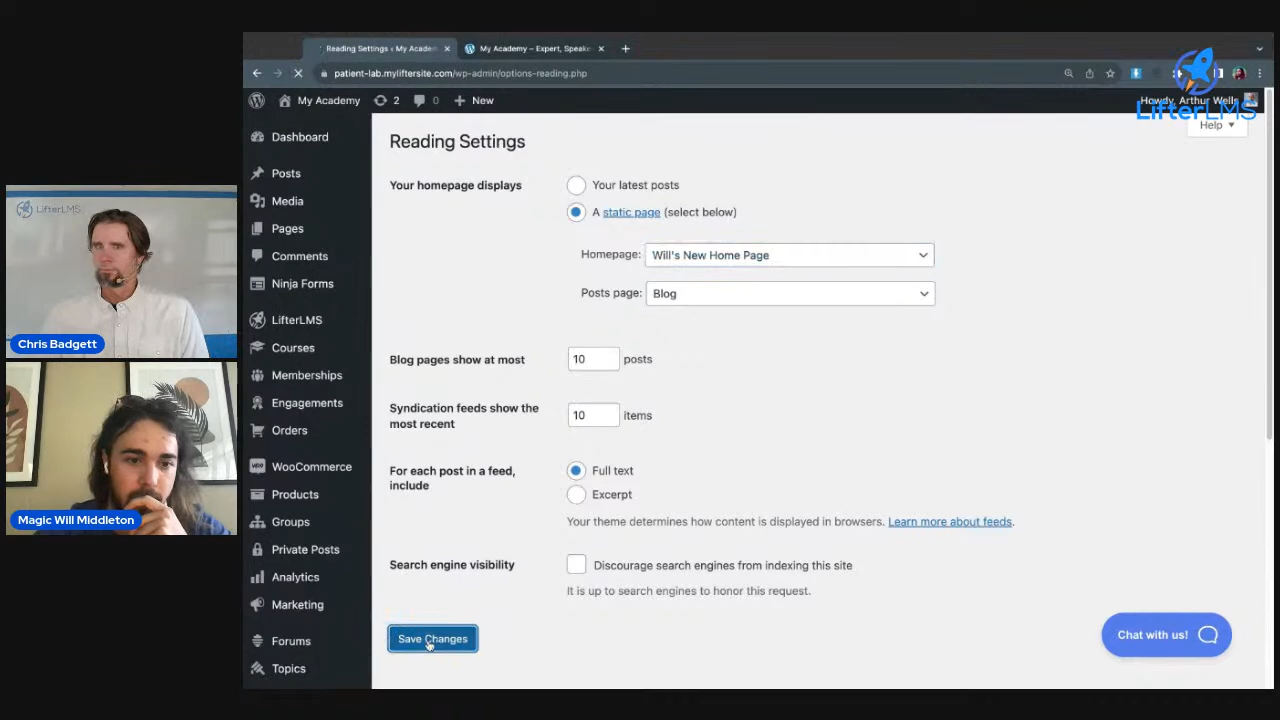 Reading Settings ‹ My Acade
My Academy – Expert, Speake
patient-lab.myliftersite.com/wp-admin/options-reading.php
My Academy
2
0
New
Howdy, Arthur Wells
LifterLMS
Help
Dashboard
Posts
Media
Pages
Comments
Ninja Forms
LifterLMS
Courses
Memberships
Engagements
Orders
WooCommerce
Products
Groups
Private Posts
Analytics
Marketing
Forums
Topics
Reading Settings
Your homepage displays
Your latest posts
A static page (select below)
Homepage: Will's New Home Page
Posts page: Blog
Blog pages show at most 10 posts
Syndication feeds show the
most recent
10 items
For each post in a feed,
include
Full text
Excerpt
Your theme determines how content is displayed in browsers. Learn more about feeds.
Search engine visibility
Discourage search engines from indexing this site
It is up to search engines to honor this request.
Save Changes
Chat with us!
LifterLMS
Chris Badgett
Magic Will Middleton